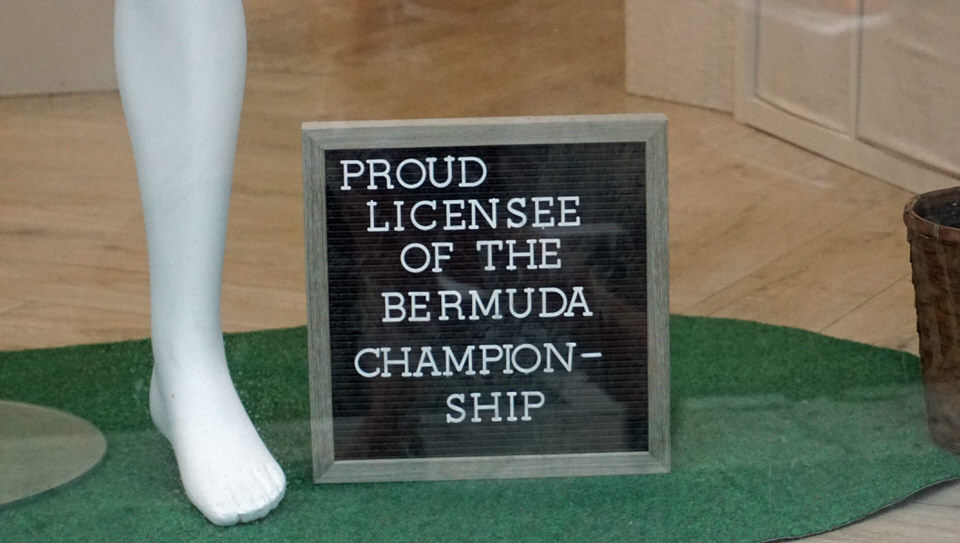 PROUD
LICENSEE
OF THE
BERMUDA
CHAMPION-
SHIP